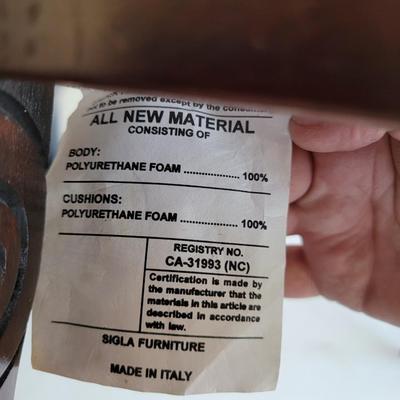 not to be removed except by the consumer
ALL NEW MATERIAL
CONSISTING OF
BODY:
POLYURETHANE FOAM .................... 100%
CUSHIONS:
POLYURETHANE FOAM ..................... 100%
REGISTRY NO.
CA-31993 (NC)
Certification is made by
the manufacturer that the
materials in this article are
described in accordance
with law.
SIGLA FURNITURE
MADE IN ITALY